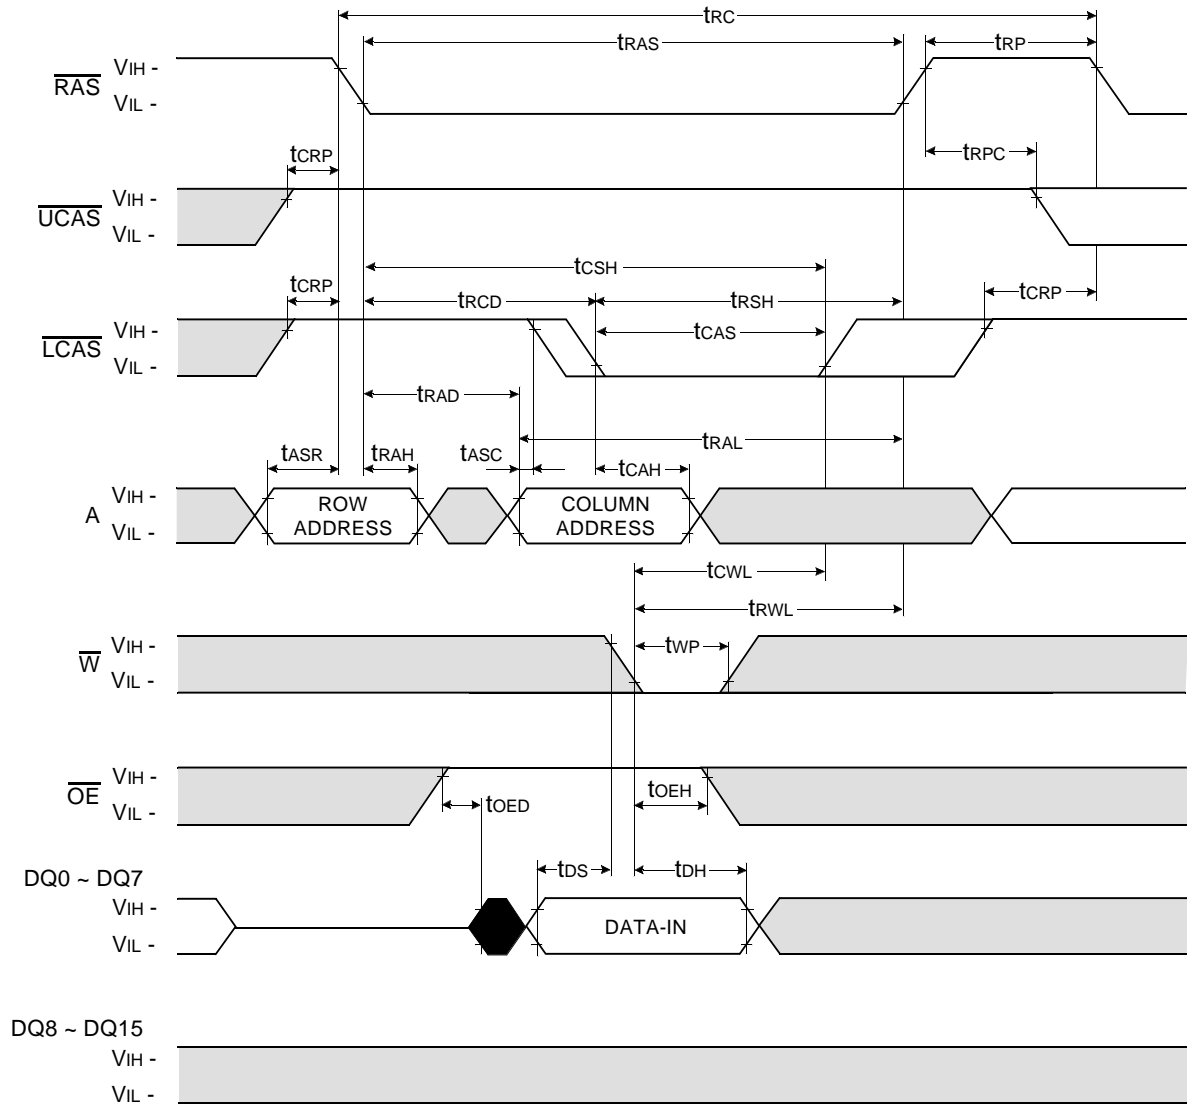 tRC
tRAS
tRP
RAS
VIH -
VIL -
tCRP
tRPC
UCAS
VIH -
VIL -
tCSH
tCRP
tRCD
tRSH
tCRP
LCAS
VIH -
VIL -
tCAS
tRAD
tRAL
tASR
tRAH
tASC
tCAH
A
VIH -
VIL -
ROW
ADDRESS
COLUMN
ADDRESS
tCWL
tRWL
W
VIH -
VIL -
tWP
OE
VIH -
VIL -
tOED
tOEH
tDS
tDH
DQ0 ~ DQ7
VIH -
VIL -
DATA-IN
DQ8 ~ DQ15
VIH -
VIL -